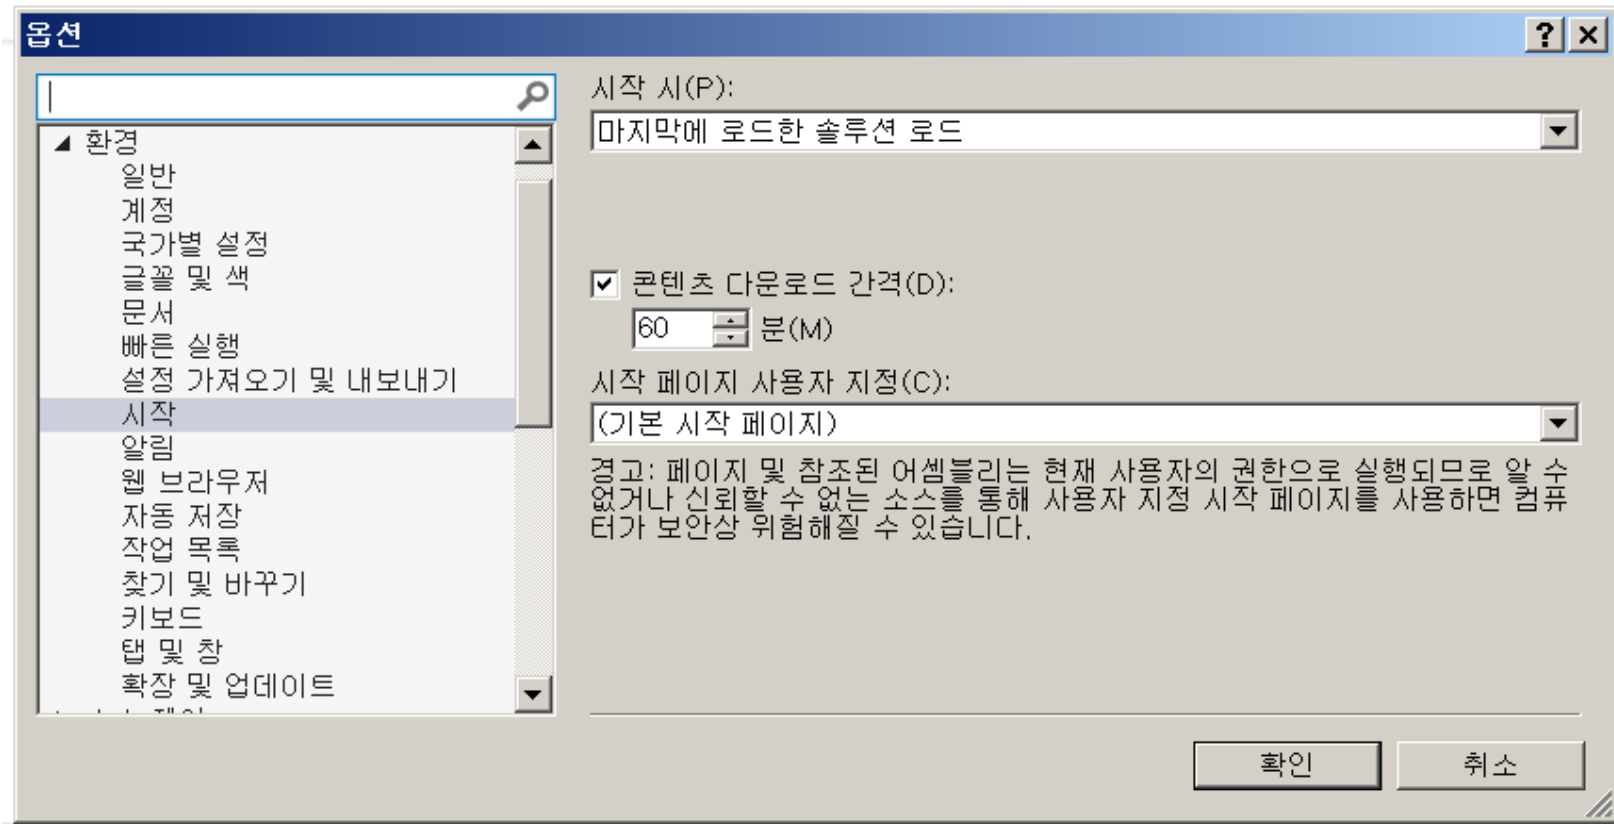 옵션
시작 시(P):
마지막에 로드한 솔루션 로드
환경
일반
계정
국가별 설정
글꼴 및 색
문서
빠른 실행
설정 가져오기 및 내보내기
시작
알림
웹 브라우저
자동 저장
작업 목록
찾기 및 바꾸기
키보드
탭 및 창
확장 및 업데이트
콘텐츠 다운로드 간격(D):
60 분(M)
시작 페이지 사용자 지정(C):
(기본 시작 페이지)
경고: 페이지 및 참조된 어셈블리는 현재 사용자의 권한으로 실행되므로 알 수
없거나 신뢰할 수 없는 소스를 통해 사용자 지정 시작 페이지를 사용하면 컴퓨
터가 보안상 위험해질 수 있습니다.
확인
취소